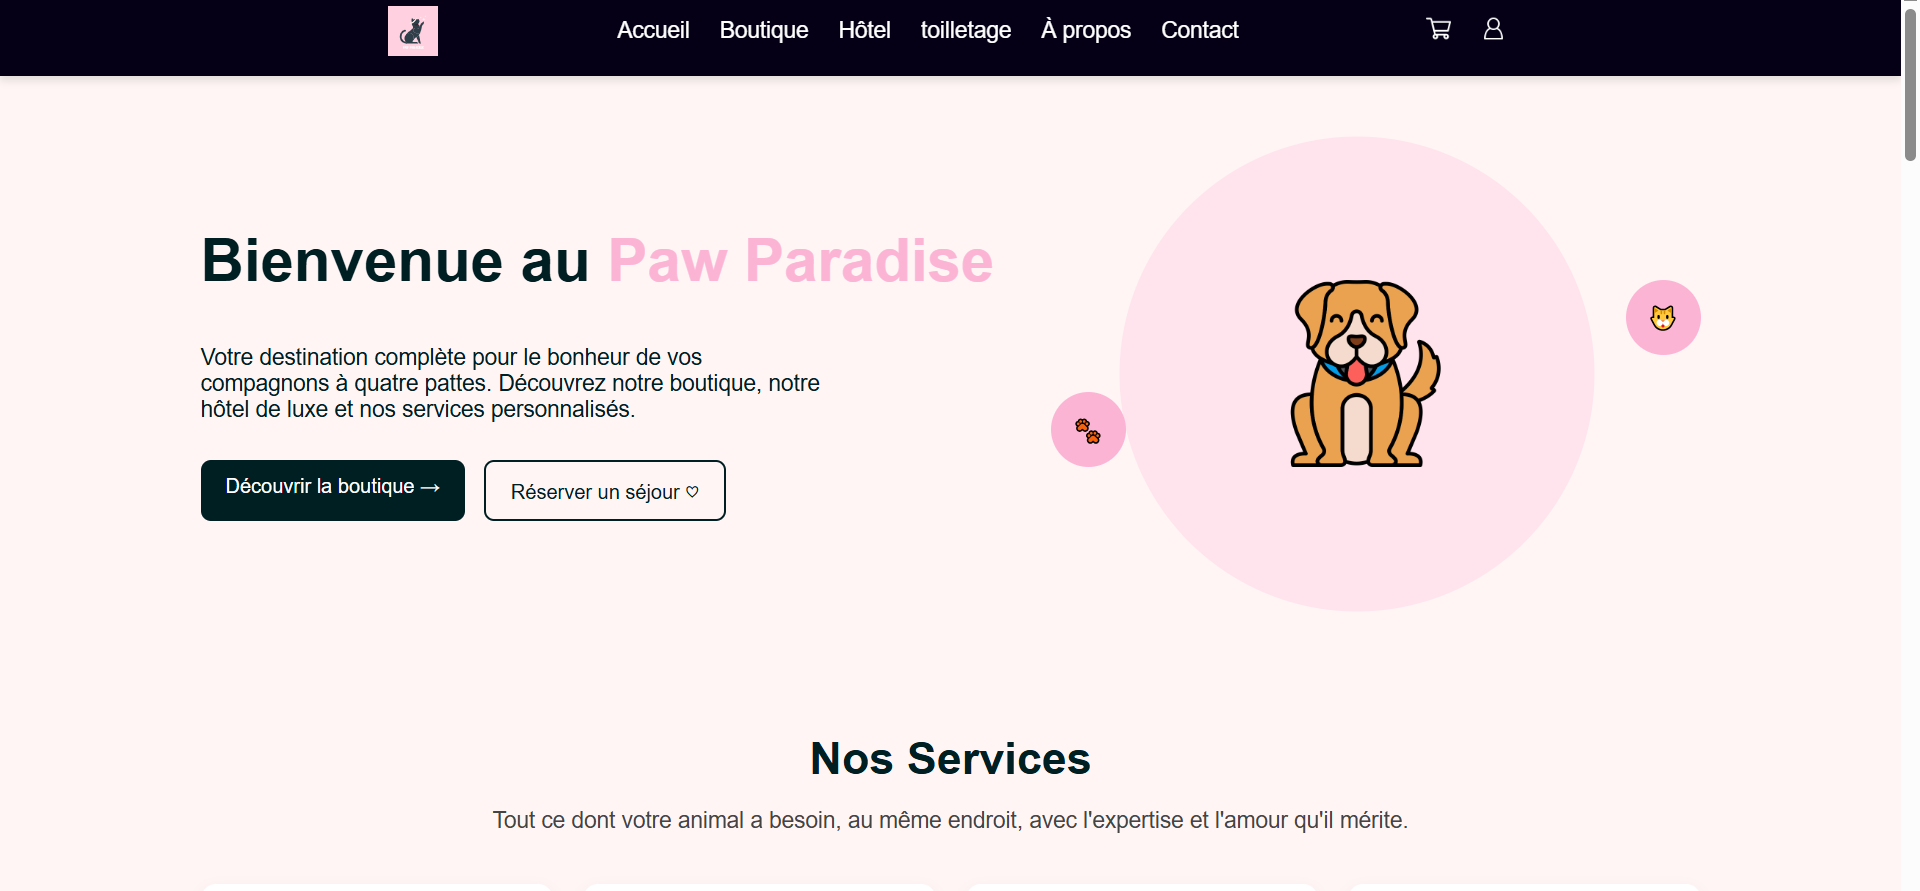 Accueil Boutique Hôtel toilletage À propos Contact
Bienvenue au Paw Paradise
Votre destination complète pour le bonheur de vos
compagnons à quatre pattes. Découvrez notre boutique, notre
hôtel de luxe et nos services personnalisés.
Découvrir la boutique →
Réserver un séjour ♡
Nos Services
Tout ce dont votre animal a besoin, au même endroit, avec l'expertise et l'amour qu'il mérite.